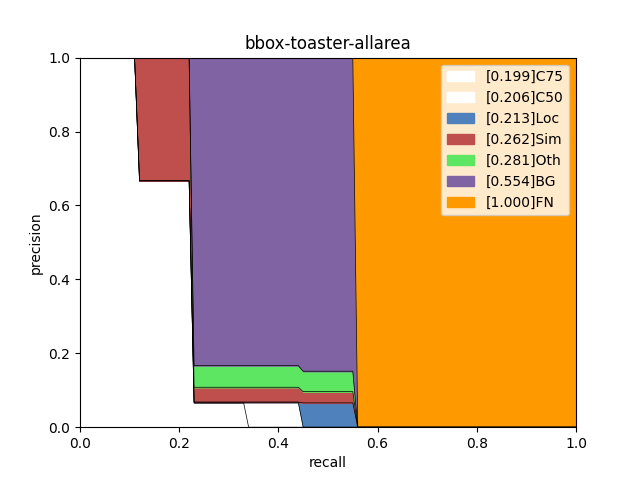 bbox-toaster-allarea
1.0
0.8
0.6
0.4
0.2
0.0
precision
[0.199]C75
[0.206]C50
[0.213]Loc
[0.262]Sim
[0.281]Oth
[0.554]BG
[1.000]FN
0.0 0.2 0.4 0.6 0.8 1.0
recall